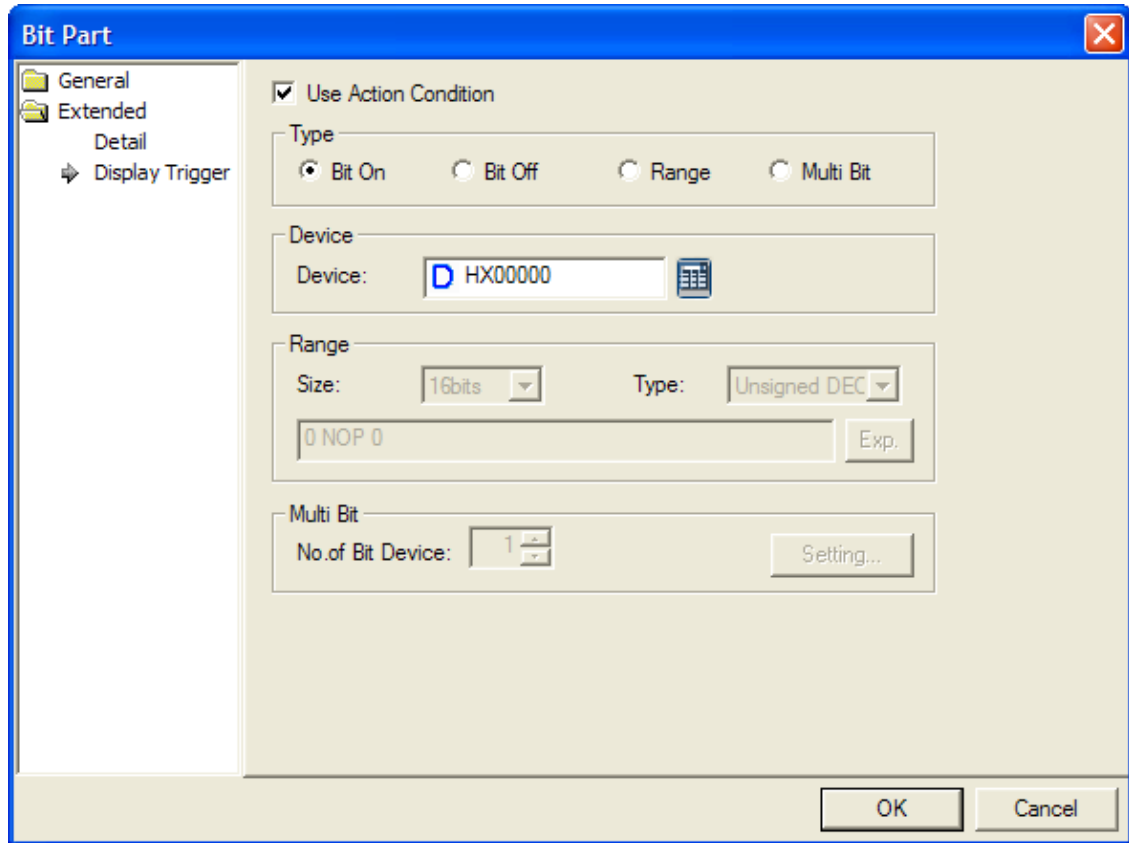 Bit Part
General
Extended
Detail
Display Trigger
Use Action Condition
Type
Bit On Bit Off Range Multi Bit
Device
Device: D HX00000
Range
Size: 16bits Type: Unsigned DEC
0 NOP 0 Exp.
Multi Bit
No.of Bit Device: 1 Setting...
OK Cancel